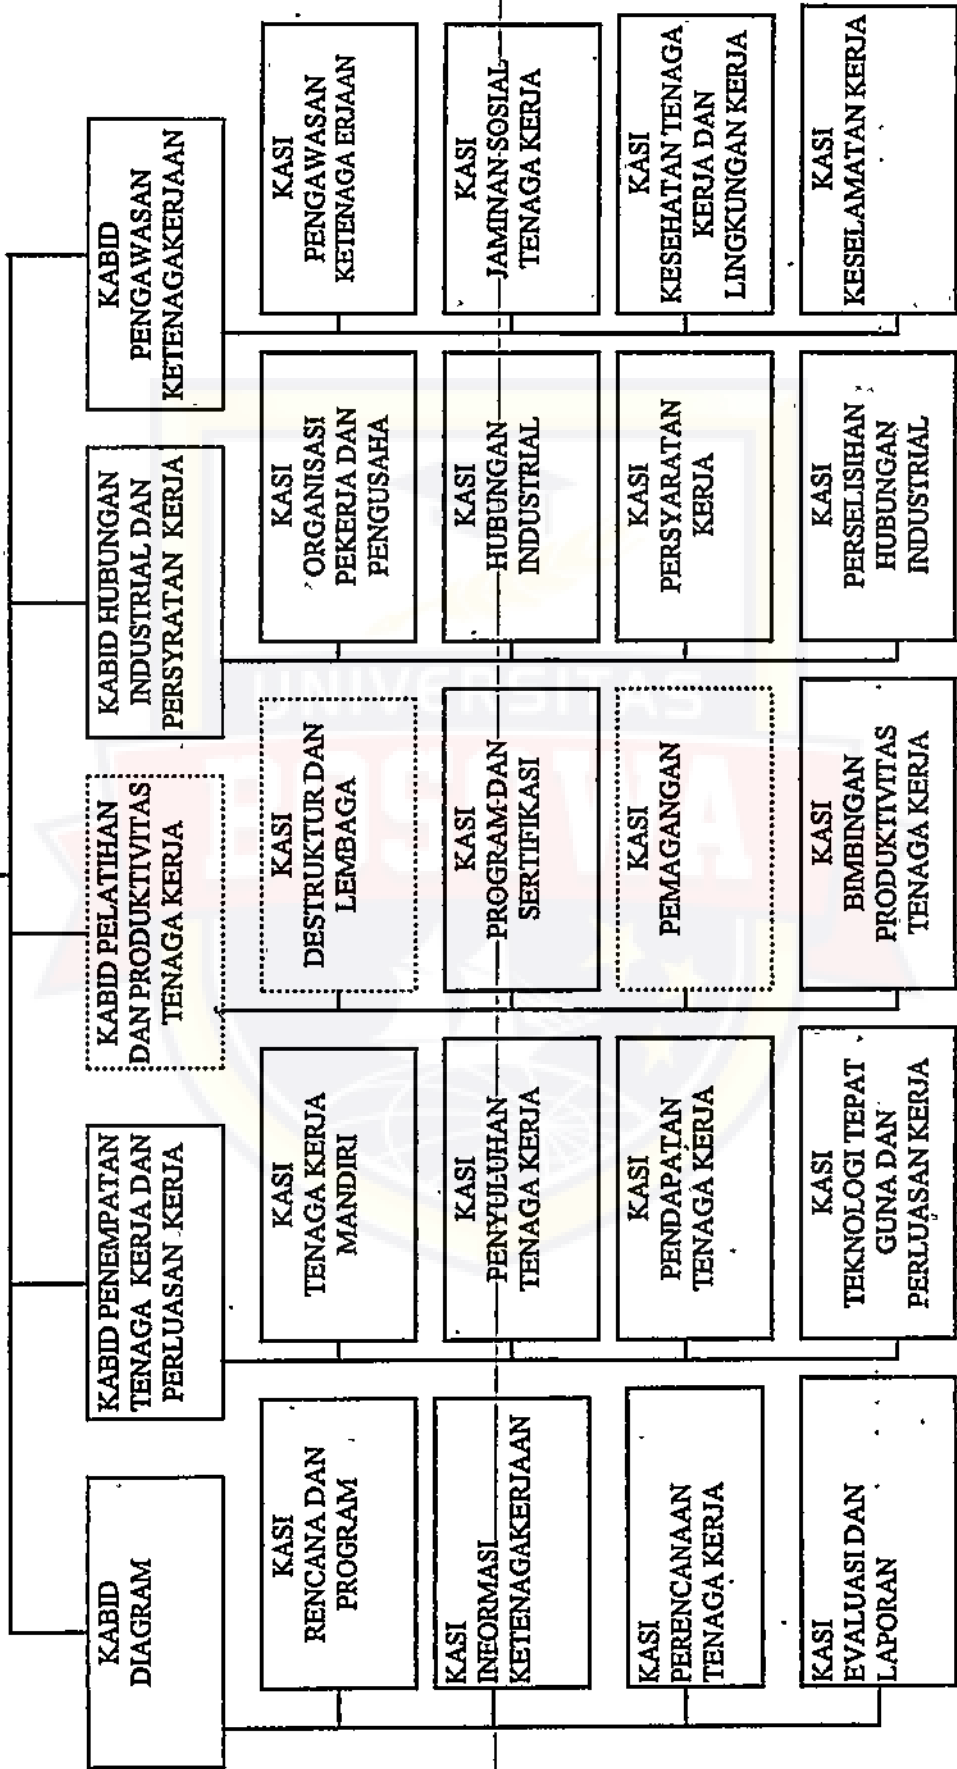 KABID
DIAGRAM
KASI
RENCANA DAN
PROGRAM
KASI
INFORMASI
KETENAGAKERJAAN
KASI
PERENCANAAN
TENAGA KERJA
KASI
EVALUASI DAN
LAPORAN
KABID PENEMPATAN
TENAGA KERJA DAN
PERLUASAN KERJA
KASI
TENAGA KERJA
MANDIRI
KASI
PENYULUHAN
TENAGA KERJA
KASI
PENDAPATAN
TENAGA KERJA
KASI
TEKNOLOGI TEPAT
GUNA DAN
PERLUASAN KERJA
KABID PELATIHAN
DAN PRODUKTIVITAS
TENAGA KERJA
KASI
DESTRUKTUR DAN
LEMBAGA
KASI
PROGRAM DAN
SERTIFIKASI
KASI
PEMAGANGAN
KASI
BIMBINGAN
PRODUKTIVITAS
TENAGA KERJA
KABID HUBUNGAN
INDUSTRIAL DAN
PERSYRATAN KERJA
KASI
ORGANISASI
PEKERJA DAN
PENGUSAHA
KASI
HUBUNGAN
INDUSTRIAL
KASI
PERSYARATAN
KERJA
KASI
PERSELISIHAN
HUBUNGAN
INDUSTRIAL
KABID
PENGAWASAN
KETENAGAKERJAAN
KASI
PENGAWASAN
KETENAGA ERJAAN
KASI
JAMINAN SOSIAL
TENAGA KERJA
KASI
KESEHATAN TENAGA
KERJA DAN
LINGKUNGAN KERJA
KASI
KESELAMATAN KERJA
UNIVERSITAS
BOSOWA